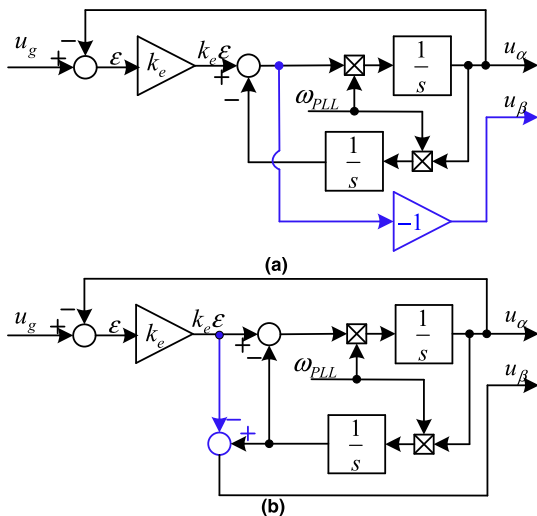 u_g + − ε k_e k_e ε + − 1/s u_α
ω_PLL u_β
1/s
−1
(a)
u_g + − ε k_e k_e ε + − 1/s u_α
ω_PLL u_β
− + 1/s
(b)